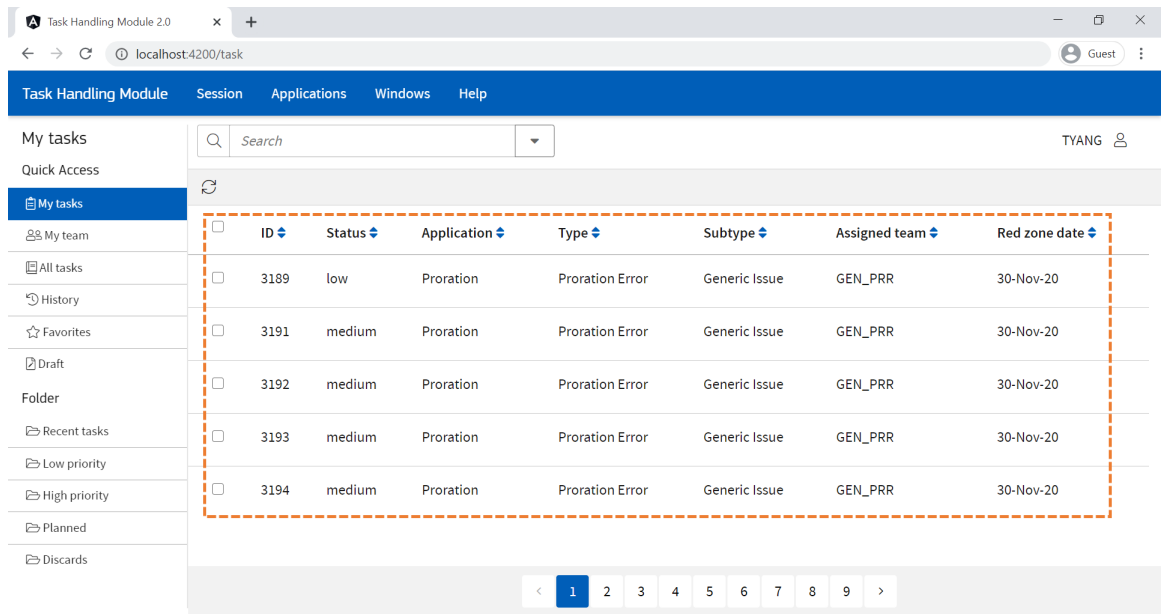 Task Handling Module 2.0
localhost:4200/task
Guest
Task Handling Module Session Applications Windows Help
My tasks
Quick Access
My tasks
My team
All tasks
History
Favorites
Draft
Folder
Recent tasks
Low priority
High priority
Planned
Discards
Search
TYANG
ID Status Application Type Subtype Assigned team Red zone date
3189 low Proration Proration Error Generic Issue GEN_PRR 30-Nov-20
3191 medium Proration Proration Error Generic Issue GEN_PRR 30-Nov-20
3192 medium Proration Proration Error Generic Issue GEN_PRR 30-Nov-20
3193 medium Proration Proration Error Generic Issue GEN_PRR 30-Nov-20
3194 medium Proration Proration Error Generic Issue GEN_PRR 30-Nov-20
1 2 3 4 5 6 7 8 9